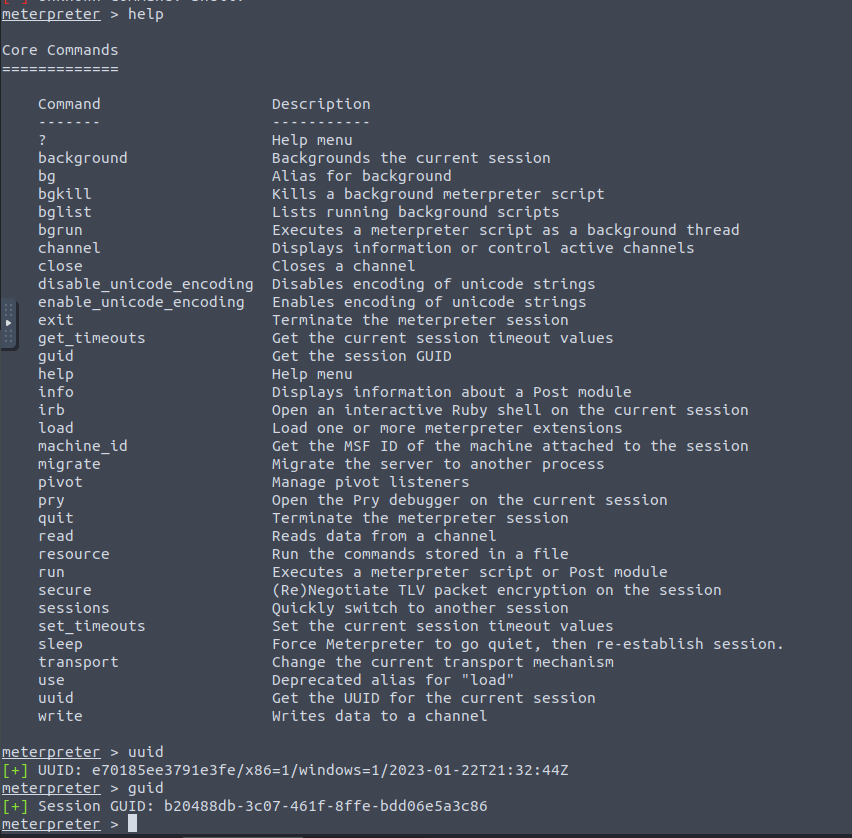 meterpreter > help
Core Commands
=============
Command Description
------- -----------
? Help menu
background Backgrounds the current session
bg Alias for background
bgkill Kills a background meterpreter script
bglist Lists running background scripts
bgrun Executes a meterpreter script as a background thread
channel Displays information or control active channels
close Closes a channel
disable_unicode_encoding Disables encoding of unicode strings
enable_unicode_encoding Enables encoding of unicode strings
exit Terminate the meterpreter session
get_timeouts Get the current session timeout values
guid Get the session GUID
help Help menu
info Displays information about a Post module
irb Open an interactive Ruby shell on the current session
load Load one or more meterpreter extensions
machine_id Get the MSF ID of the machine attached to the session
migrate Migrate the server to another process
pivot Manage pivot listeners
pry Open the Pry debugger on the current session
quit Terminate the meterpreter session
read Reads data from a channel
resource Run the commands stored in a file
run Executes a meterpreter script or Post module
secure (Re)Negotiate TLV packet encryption on the session
sessions Quickly switch to another session
set_timeouts Set the current session timeout values
sleep Force Meterpreter to go quiet, then re-establish session.
transport Change the current transport mechanism
use Deprecated alias for "load"
uuid Get the UUID for the current session
write Writes data to a channel
meterpreter > uuid
[+] UUID: e70185ee3791e3fe/x86=1/windows=1/2023-01-22T21:32:44Z
meterpreter > guid
[+] Session GUID: b20488db-3c07-461f-8ffe-bdd06e5a3c86
meterpreter >